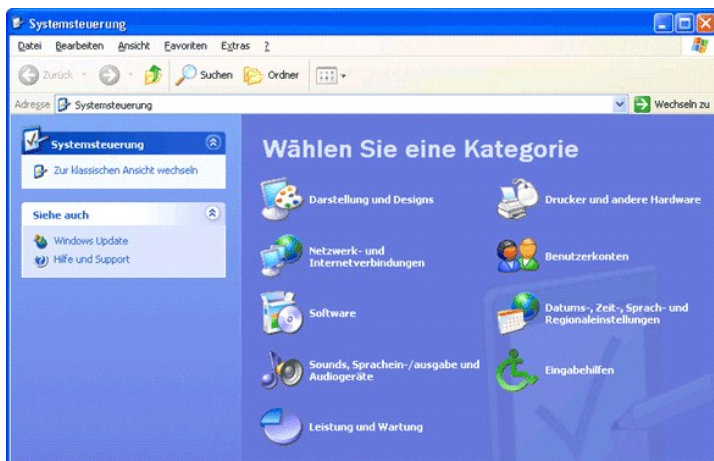 Systemsteuerung
Datei Bearbeiten Ansicht Favoriten Extras ?
Zurück Suchen Ordner
Adresse Systemsteuerung Wechseln zu
Systemsteuerung
Zur klassischen Ansicht wechseln
Siehe auch
Windows Update
Hilfe und Support
Wählen Sie eine Kategorie
Darstellung und Designs
Drucker und andere Hardware
Netzwerk- und
Internetverbindungen
Benutzerkonten
Software
Datums-, Zeit-, Sprach- und
Regionaleinstellungen
Sounds, Sprachein-/ausgabe und
Audiogeräte
Eingabehilfen
Leistung und Wartung